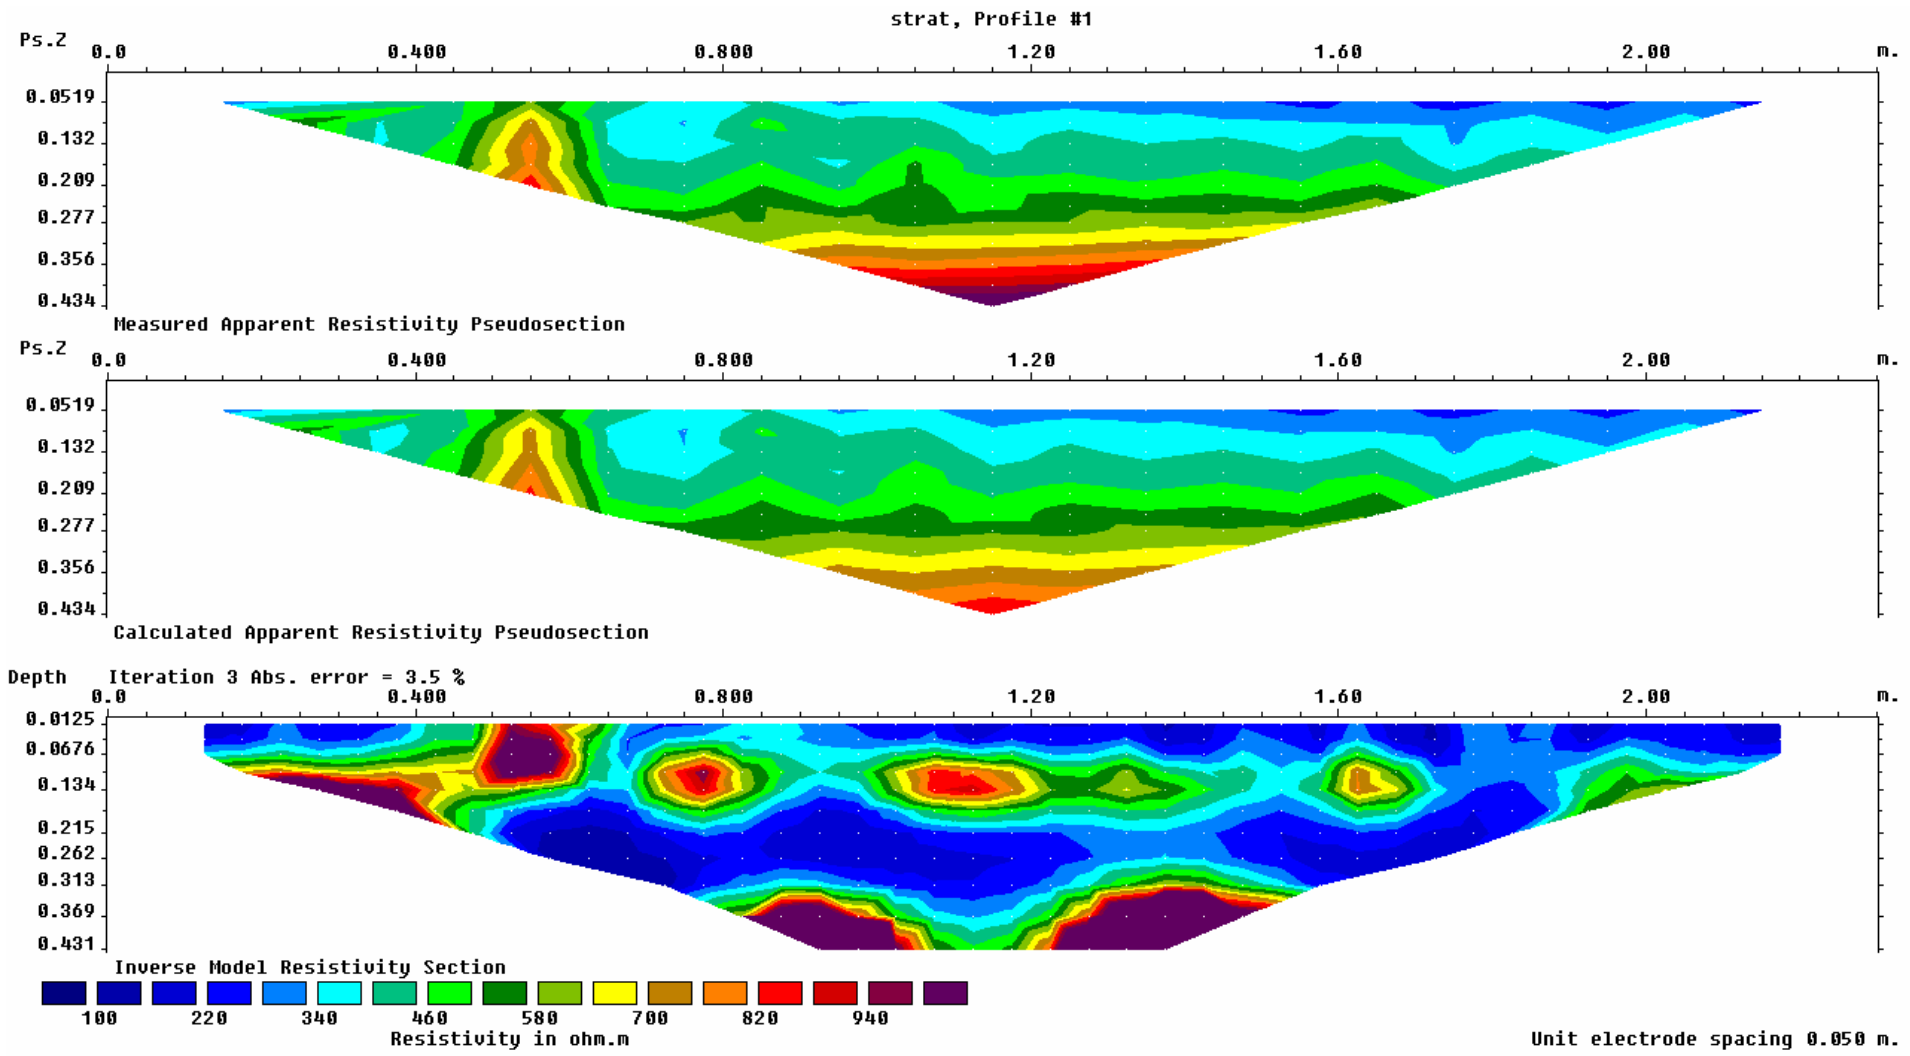 strat, Profile #1
Ps.Z 0.0 0.400 0.800 1.20 1.60 2.00 m.
0.0519
0.132
0.209
0.277
0.356
0.434
Measured Apparent Resistivity Pseudosection
Ps.Z 0.0 0.400 0.800 1.20 1.60 2.00 m.
0.0519
0.132
0.209
0.277
0.356
0.434
Calculated Apparent Resistivity Pseudosection
Depth Iteration 3 Abs. error = 3.5 %
0.0 0.400 0.800 1.20 1.60 2.00 m.
0.0125
0.0676
0.134
0.215
0.262
0.313
0.369
0.431
Inverse Model Resistivity Section
100 220 340 460 580 700 820 940
Resistivity in ohm.m
Unit electrode spacing 0.050 m.